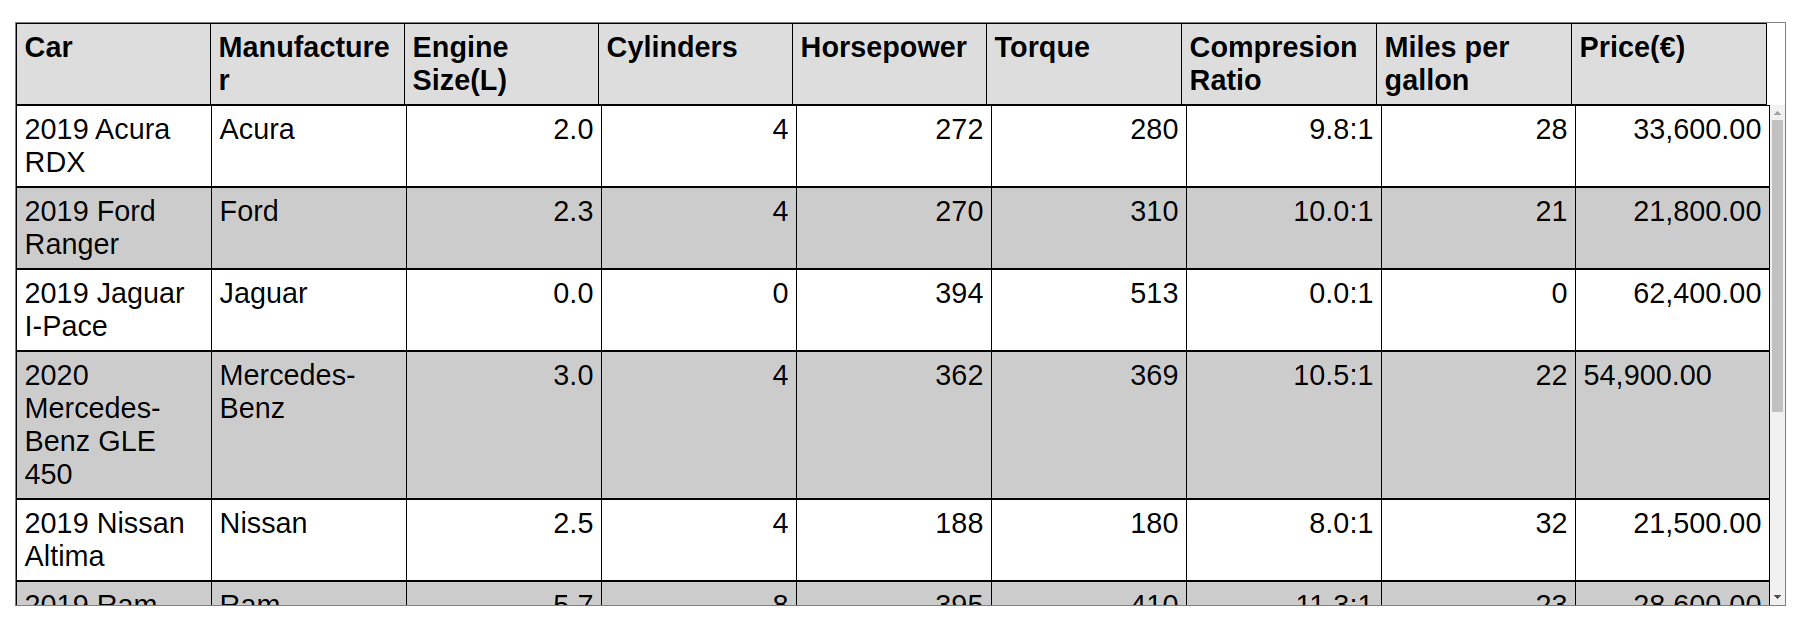 Car Manufacture Engine Cylinders Horsepower Torque Compresion Miles per Price(€)
r Size(L) Ratio gallon
2019 Acura Acura 2.0 4 272 280 9.8:1 28 33,600.00
RDX
2019 Ford Ford 2.3 4 270 310 10.0:1 21 21,800.00
Ranger
2019 Jaguar Jaguar 0.0 0 394 513 0.0:1 0 62,400.00
I-Pace
2020 Mercedes- 3.0 4 362 369 10.5:1 22 54,900.00
Mercedes- Benz
Benz GLE
450
2019 Nissan Nissan 2.5 4 188 180 8.0:1 32 21,500.00
Altima
2019 Ram Ram 5.7 8 395 410 11.3:1 23 28,600.00